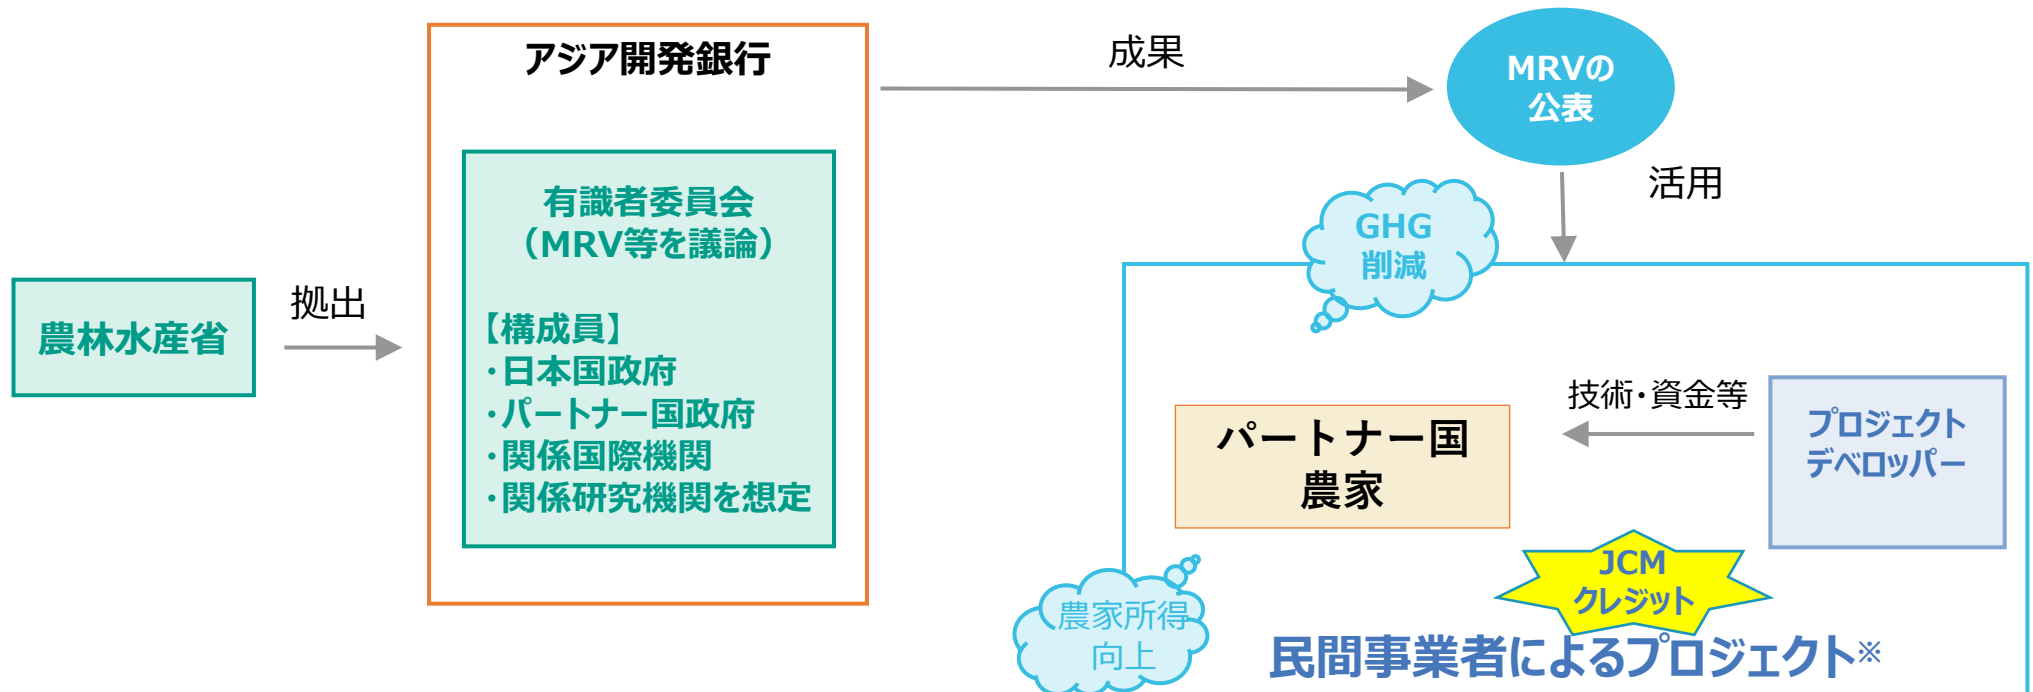 農林水産省
拠出
アジア開発銀行
有識者委員会
（MRV等を議論）
【構成員】
・日本国政府
・パートナー国政府
・関係国際機関
・関係研究機関を想定
成果
MRVの
公表
活用
GHG
削減
パートナー国
農家
技術・資金等
プロジェクト
デベロッパー
JCM
クレジット
農家所得
向上
民間事業者によるプロジェクト※